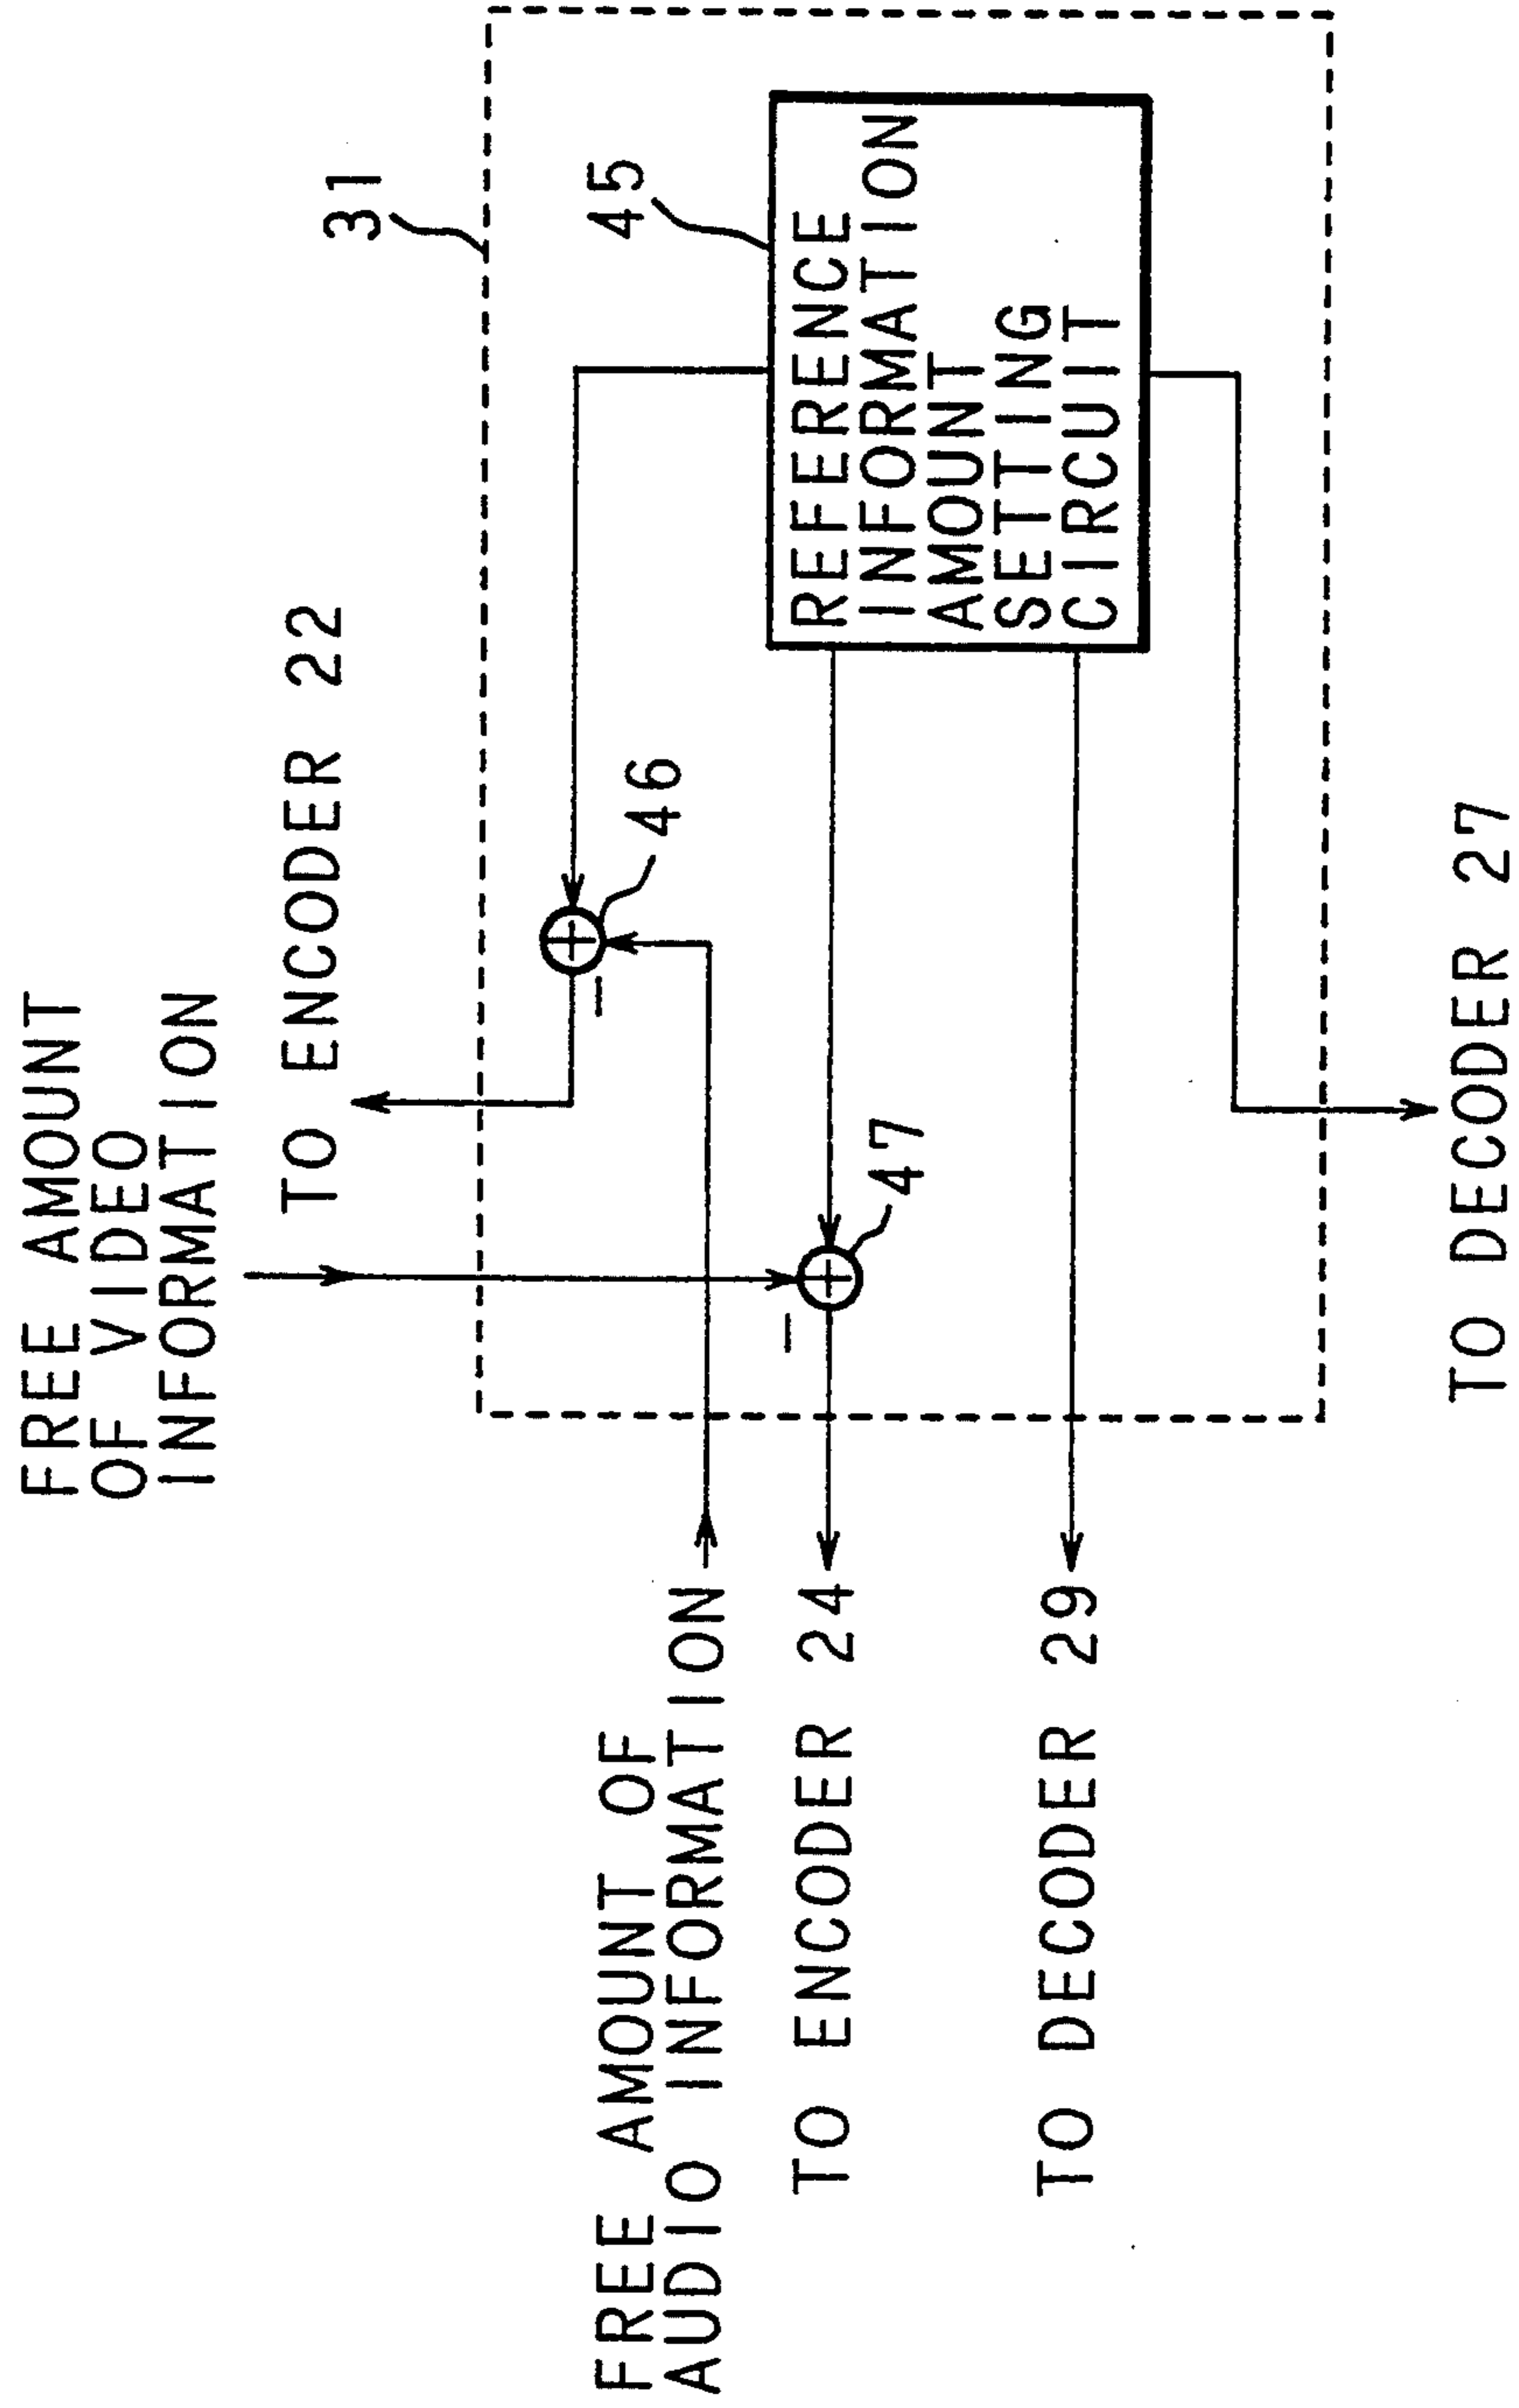 FREE AMOUNT
OF VIDEO
INFORMATION
TO ENCODER 22
31
45
46
47
REFERENCE
INFORMATION
AMOUNT
SETTING
CIRCUIT
FREE AMOUNT OF
AUDIO INFORMATION
TO ENCODER 24
TO DECODER 29
TO DECODER 27